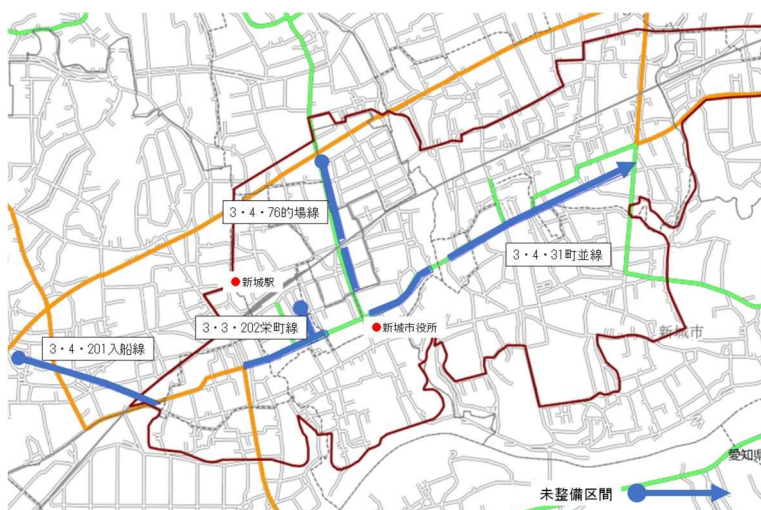 3・4・76的場線
3・4・31町並線
新城駅
3・3・202栄町線
新城市役所
新城市
3・4・201入船線
愛知県
未整備区間